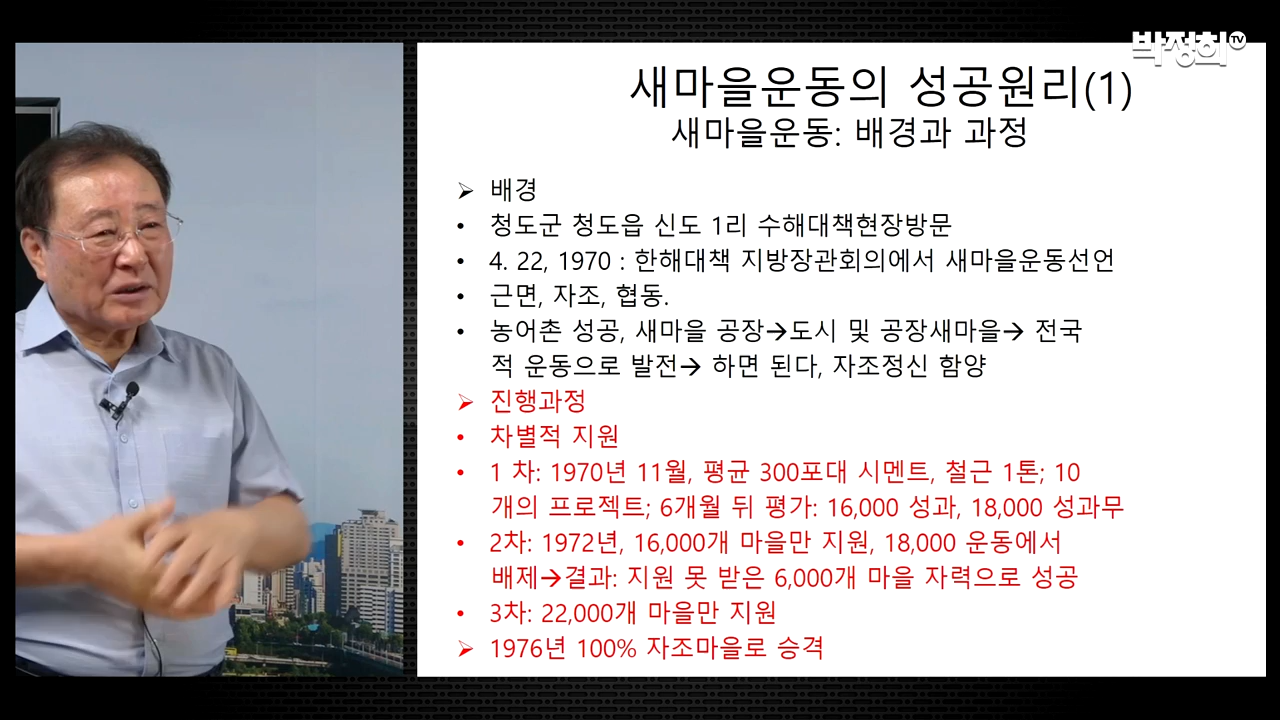 박정희TV
새마을운동의 성공원리(1)
새마을운동: 배경과 과정
➢ 배경
• 청도군 청도읍 신도 1리 수해대책현장방문
• 4. 22, 1970 : 한해대책 지방장관회의에서 새마을운동선언
• 근면, 자조, 협동.
• 농어촌 성공, 새마을 공장→도시 및 공장새마을→ 전국
적 운동으로 발전→ 하면 된다, 자조정신 함양
➢ 진행과정
• 차별적 지원
• 1 차: 1970년 11월, 평균 300포대 시멘트, 철근 1톤; 10
개의 프로젝트; 6개월 뒤 평가: 16,000 성과, 18,000 성과무
• 2차: 1972년, 16,000개 마을만 지원, 18,000 운동에서
배제→결과: 지원 못 받은 6,000개 마을 자력으로 성공
• 3차: 22,000개 마을만 지원
➢ 1976년 100% 자조마을로 승격